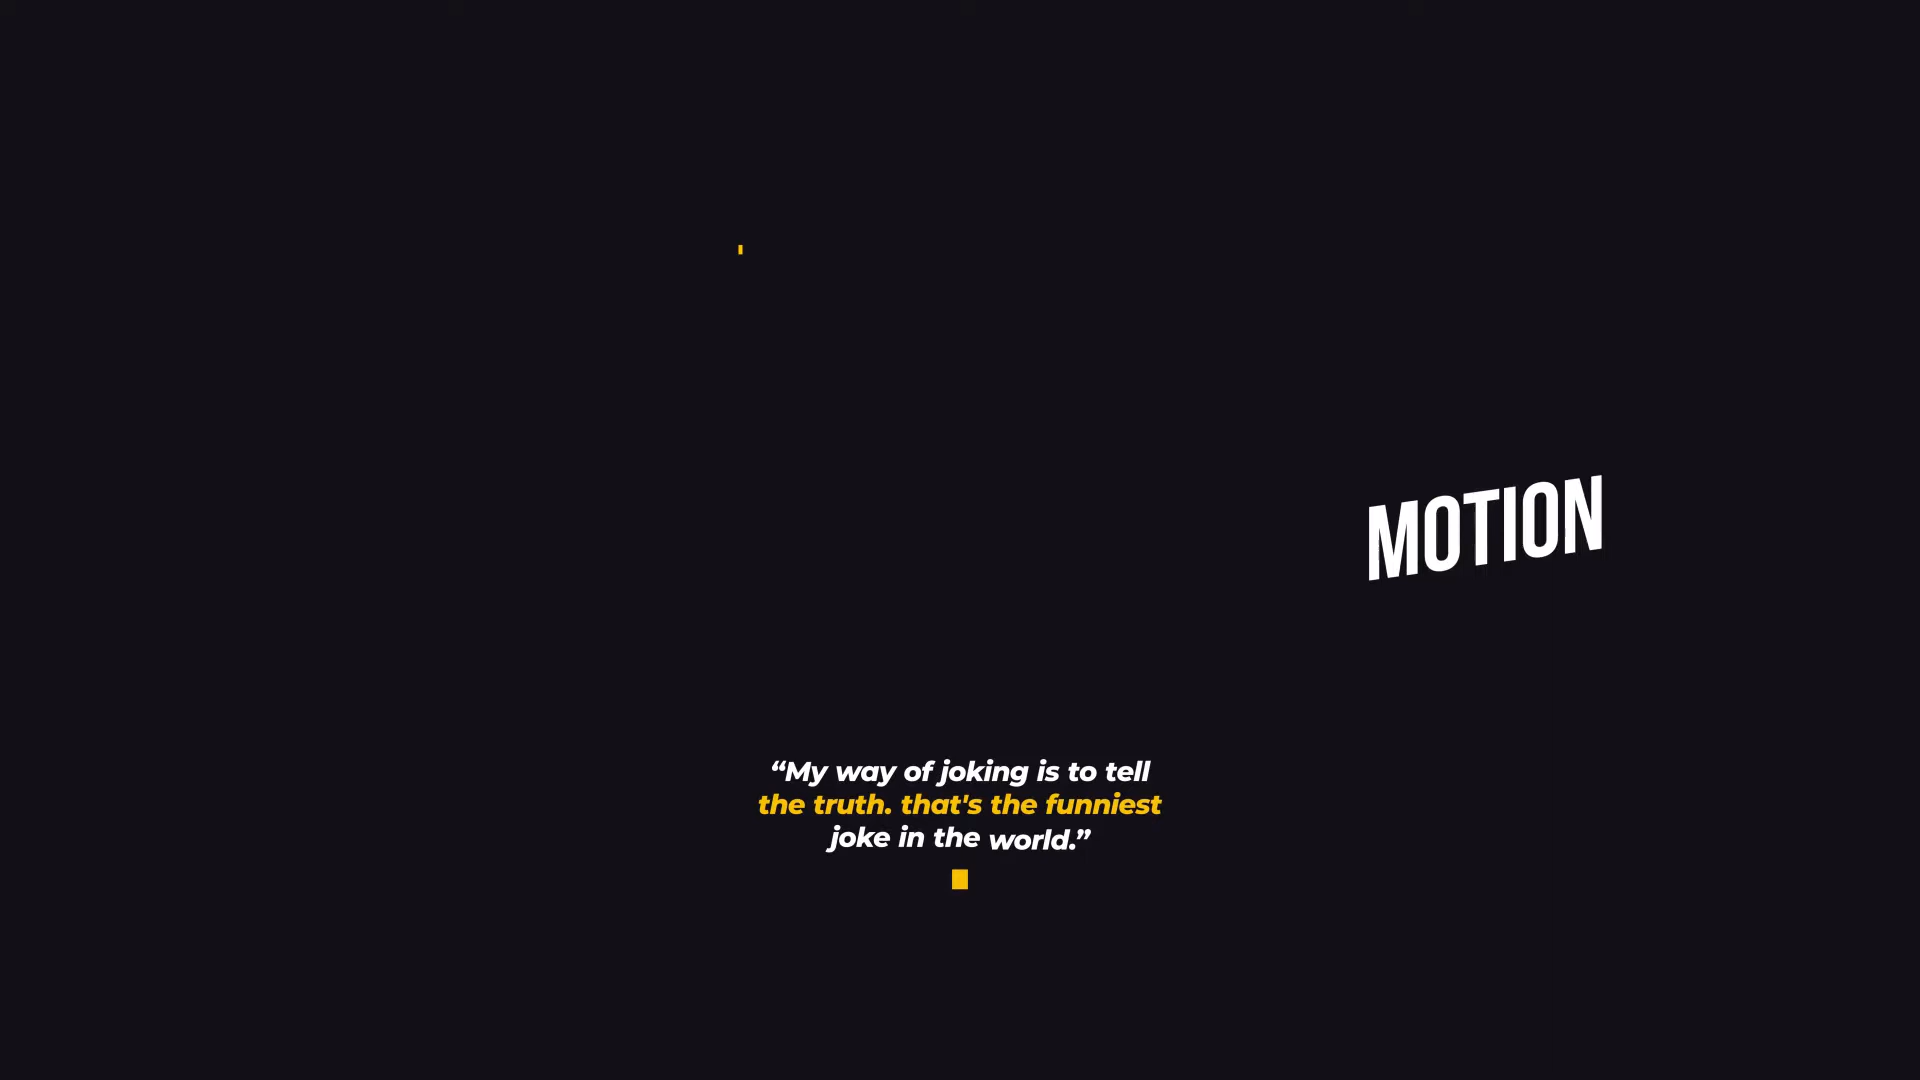 MOTION
“My way of joking is to tell
the truth. that's the funniest
joke in the world.”